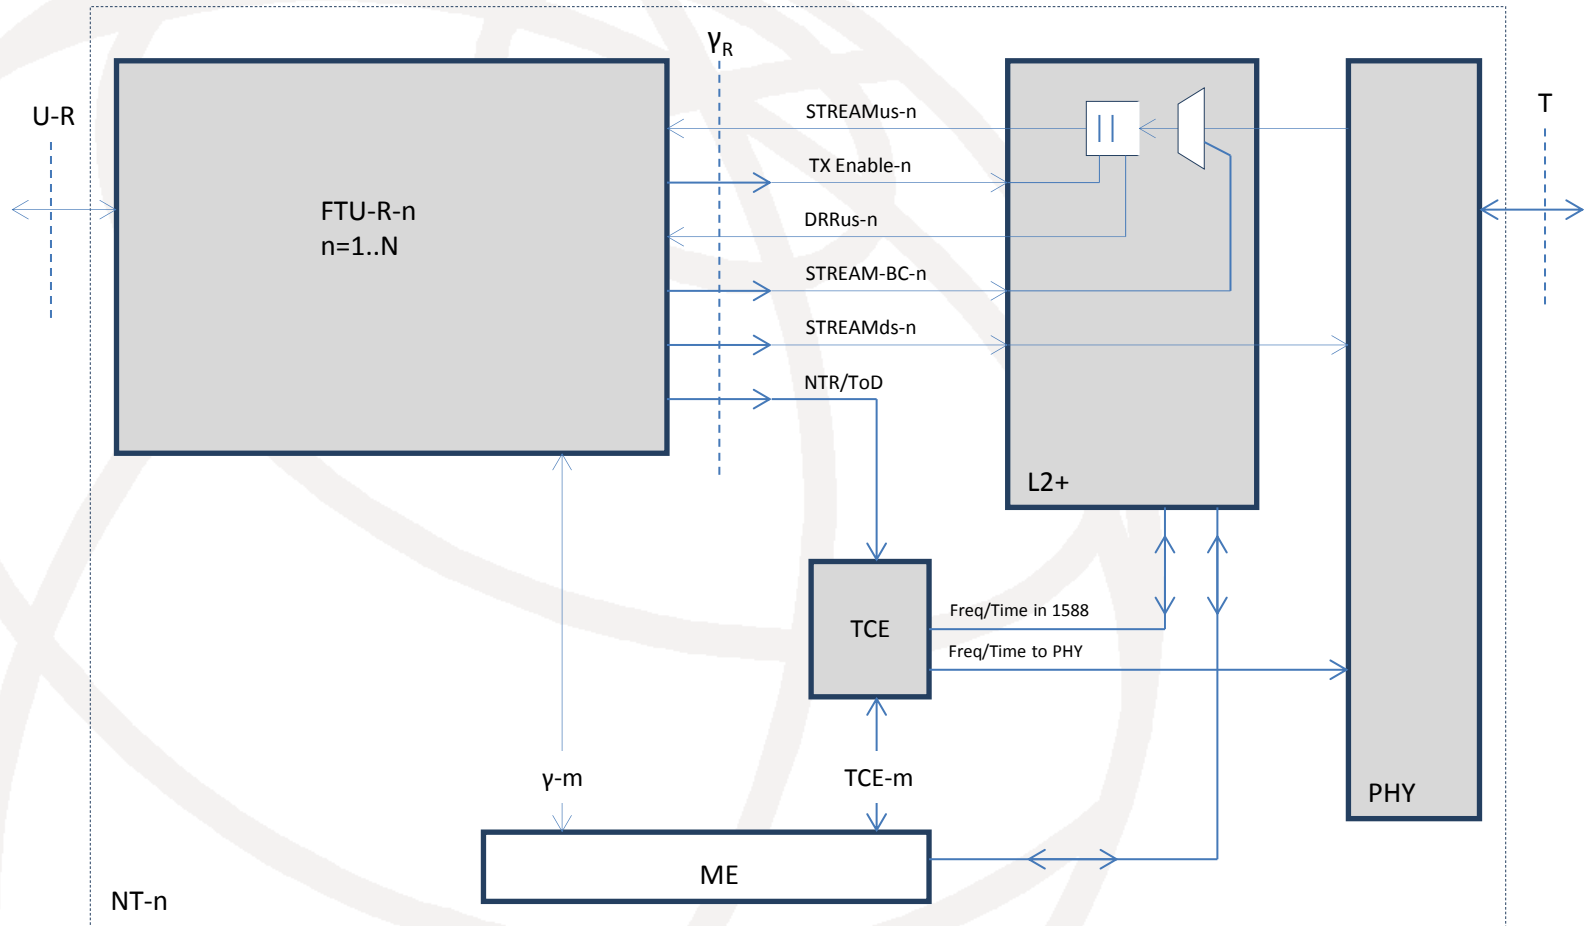 γR
U-R
T
STREAMus-n
TX Enable-n
FTU-R-n
n=1..N
DRRus-n
STREAM-BC-n
STREAMds-n
NTR/ToD
L2+
TCE
Freq/Time in 1588
Freq/Time to PHY
γ-m
TCE-m
PHY
ME
NT-n